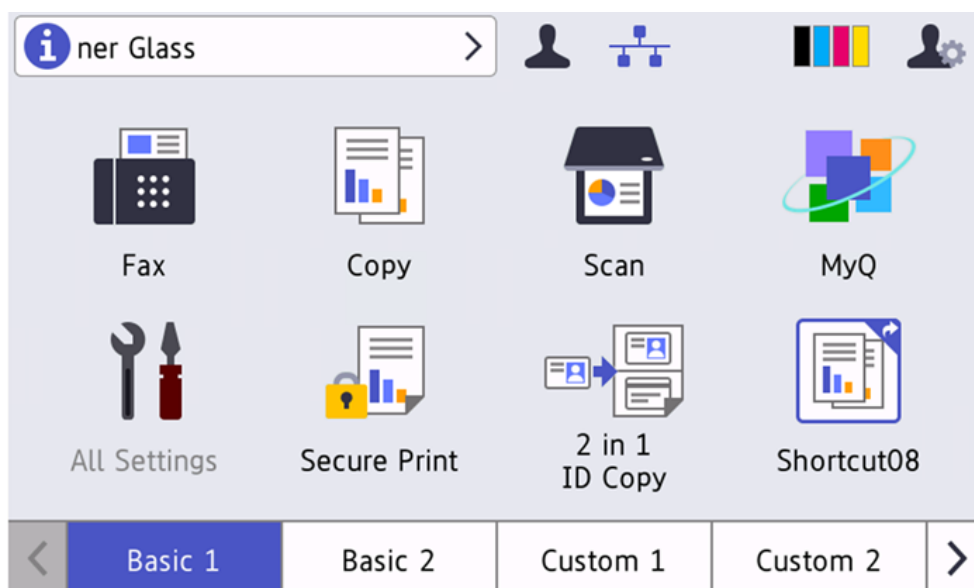 ner Glass
Fax
Copy
Scan
MyQ
All Settings
Secure Print
2 in 1
ID Copy
Shortcut08
Basic 1
Basic 2
Custom 1
Custom 2